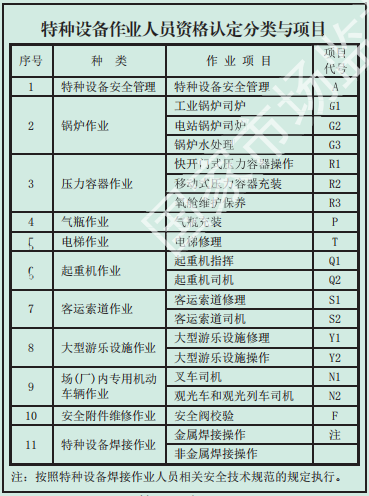 特种设备作业人员资格认定分类与项目
序号 种 类 作 业 项 目 项目代号
1 特种设备安全管理 特种设备安全管理 A
2 锅炉作业 工业锅炉司炉 G1
电站锅炉司炉 G2
锅炉水处理 G3
3 压力容器作业 快开门式压力容器操作 R1
移动式压力容器充装 R2
氧舱维护保养 R3
4 气瓶作业 气瓶充装 P
5 电梯作业 电梯修理 T
6 起重机作业 起重机指挥 Q1
起重机司机 Q2
7 客运索道作业 客运索道修理 S1
客运索道司机 S2
8 大型游乐设施作业 大型游乐设施修理 Y1
大型游乐设施操作 Y2
9 场(厂)内专用机动车辆作业 叉车司机 N1
观光车和观光列车司机 N2
10 安全附件维修作业 安全阀校验 F
11 特种设备焊接作业 金属焊接操作 注
非金属焊接操作
注：按照特种设备焊接作业人员相关安全技术规范的规定执行。
国家市场监